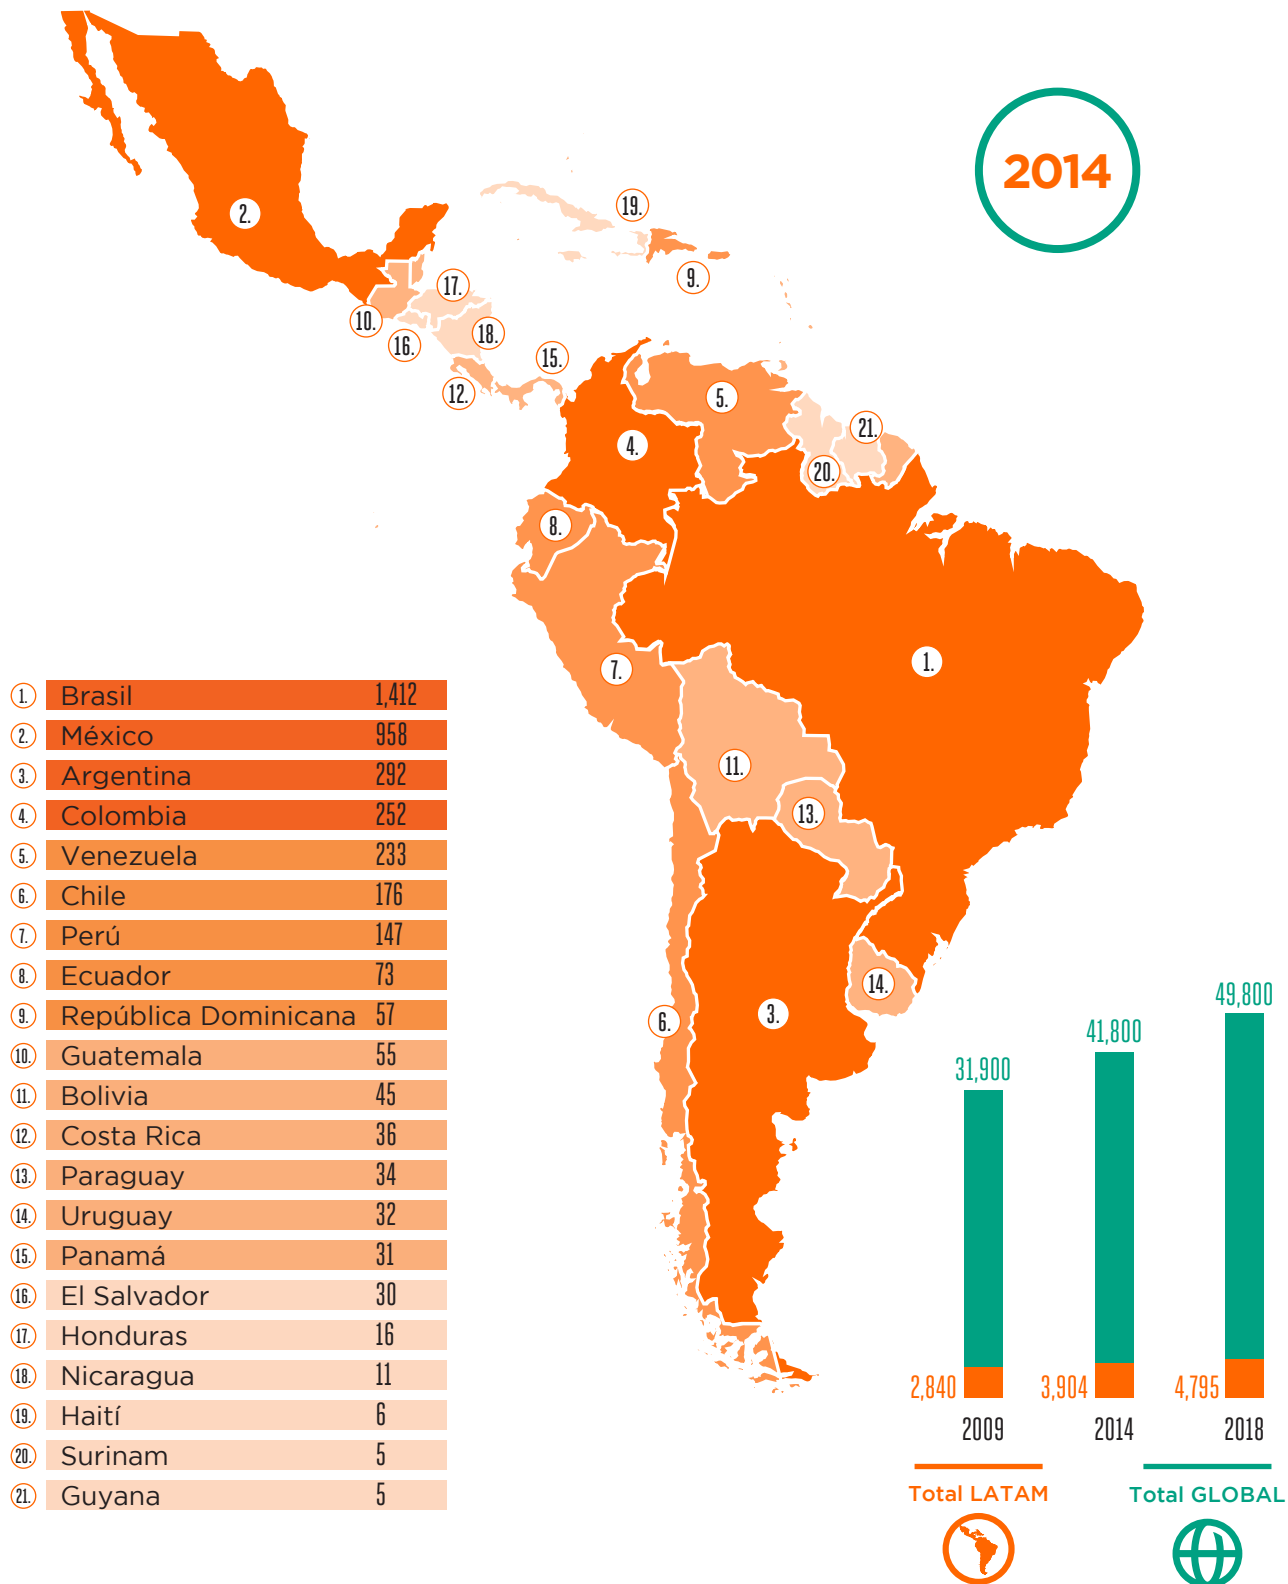 2014
2.
19.
9.
17.
10.
18.
16.
15.
12.
5.
21.
4.
20.
8.
1.
7.
11.
13.
14.
3.
6.
1. Brasil 1,412
2. México 958
3. Argentina 292
4. Colombia 252
5. Venezuela 233
6. Chile 176
7. Perú 147
8. Ecuador 73
9. República Dominicana 57
10. Guatemala 55
11. Bolivia 45
12. Costa Rica 36
13. Paraguay 34
14. Uruguay 32
15. Panamá 31
16. El Salvador 30
17. Honduras 16
18. Nicaragua 11
19. Haití 6
20. Surinam 5
21. Guyana 5
49,800
41,800
31,900
2,840 3,904 4,795
2009 2014 2018
Total LATAM Total GLOBAL